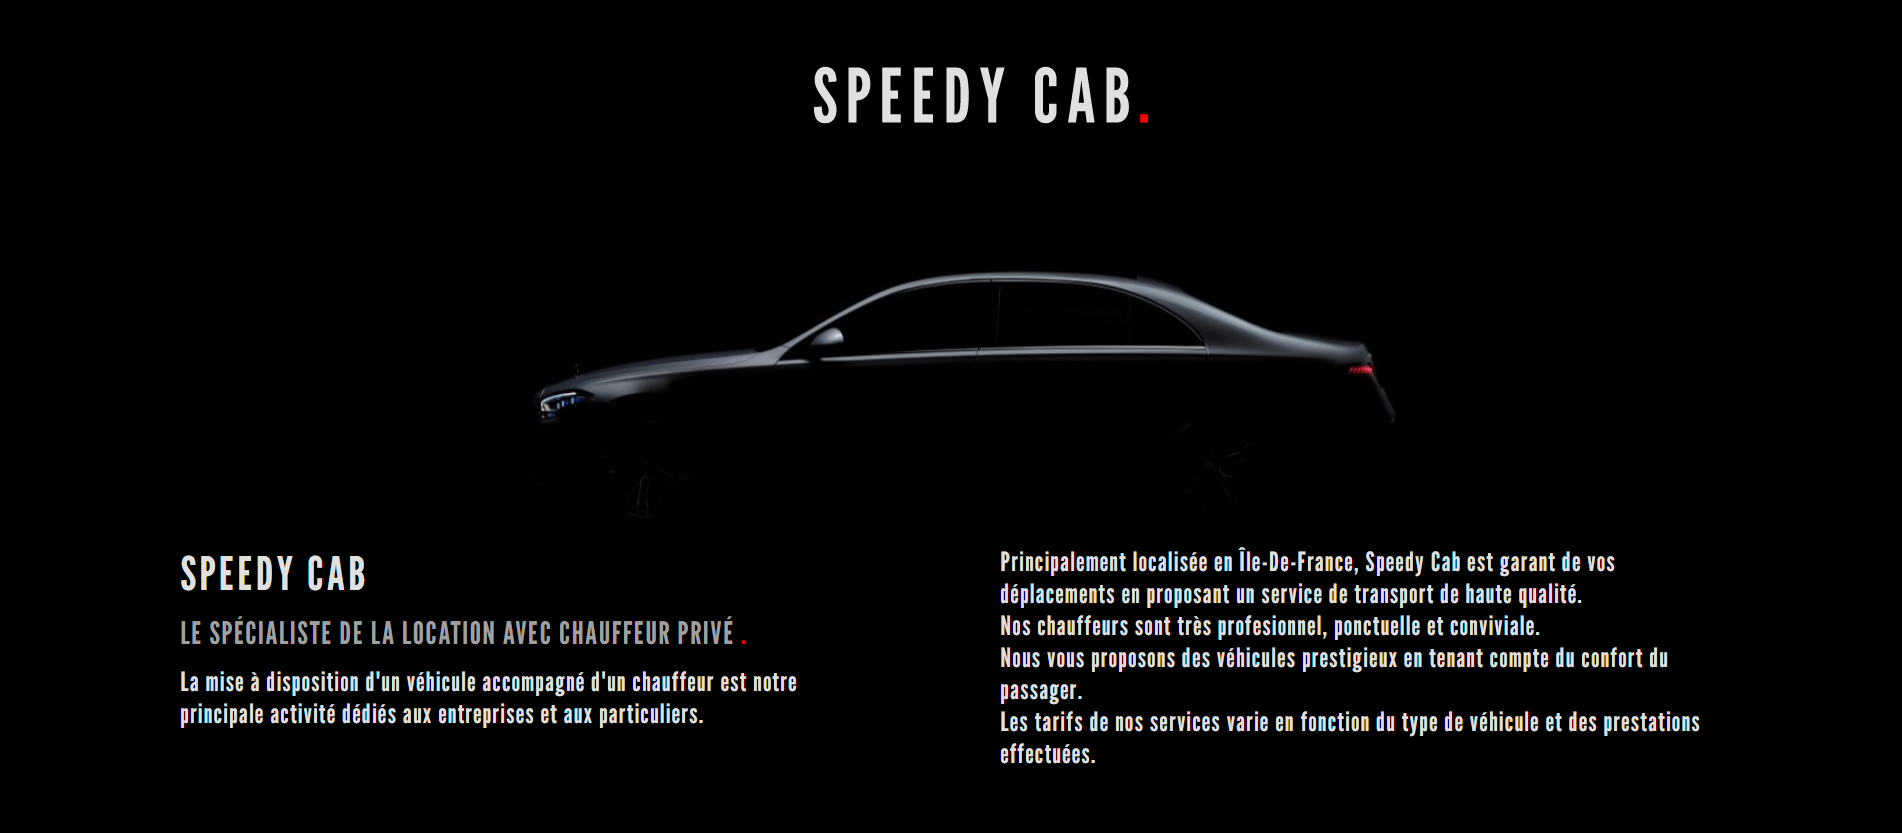 SPEEDY CAB.
SPEEDY CAB
LE SPÉCIALISTE DE LA LOCATION AVEC CHAUFFEUR PRIVÉ .
La mise à disposition d'un véhicule accompagné d'un chauffeur est notre
principale activité dédiés aux entreprises et aux particuliers.
Principalement localisée en Île-De-France, Speedy Cab est garant de vos
déplacements en proposant un service de transport de haute qualité.
Nos chauffeurs sont très profesionnel, ponctuelle et conviviale.
Nous vous proposons des véhicules prestigieux en tenant compte du confort du
passager.
Les tarifs de nos services varie en fonction du type de véhicule et des prestations
effectuées.